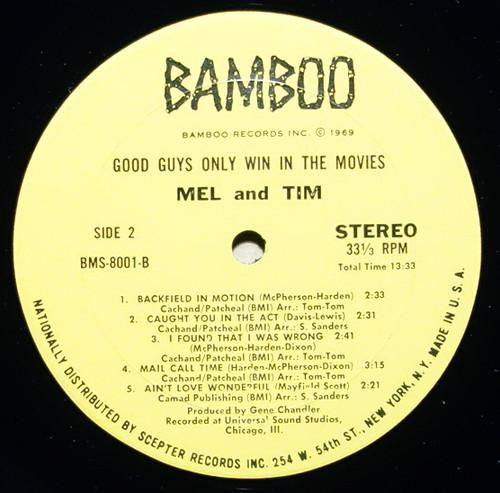 BAMBOO
BAMBOO RECORDS INC. © 1969
GOOD GUYS ONLY WIN IN THE MOVIES
MEL and TIM
SIDE 2
BMS-8001-B
STEREO
33⅓ RPM
Total Time 13:33
1. BACKFIELD IN MOTION (McPherson-Harden) 2:33
Cachand/Patcheal (BMI) Arr.: Tom-Tom
2. CAUGHT YOU IN THE ACT (Davis-Lewis) 2:31
Cachand/Patcheal (BMI) Arr.: S. Sanders
3. I FOUND THAT I WAS WRONG 2:41
(McPherson-Harden-Dixon)
Cachand/Patcheal (BMI) Arr.: Tom-Tom
4. MAIL CALL TIME (Harden-McPherson-Dixon) 3:15
Cachand/Patcheal (BMI) Arr.: Tom-Tom
5. AIN'T LOVE WONDERFUL (Mayfield Scott) 2:21
Camad Publishing (BMI) Arr.: S. Sanders
Produced by Gene Chandler
Recorded at Universal Sound Studios,
Chicago, Ill.
NATIONALLY DISTRIBUTED BY SCEPTER RECORDS INC. 254 W. 54th ST., NEW YORK, N.Y. MADE IN U.S.A.